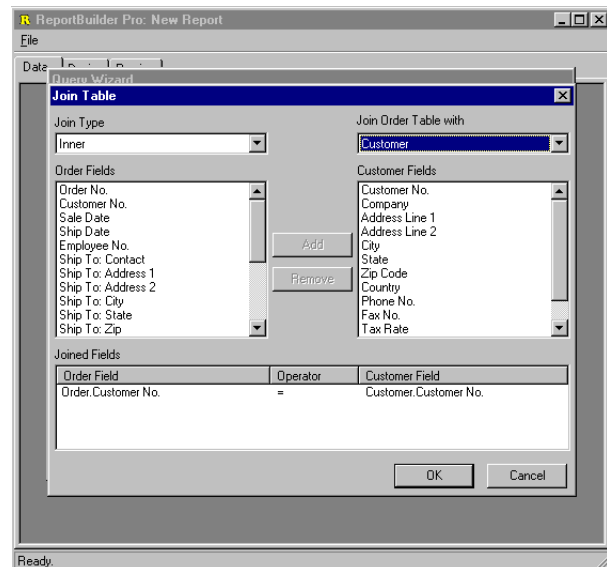 R ReportBuilder Pro: New Report
File
Data
Query Wizard
Join Table
Join Type
Join Order Table with
Inner
Customer
Order Fields
Customer Fields
Order No.
Customer No.
Sale Date
Ship Date
Employee No.
Ship To: Contact
Ship To: Address 1
Ship To: Address 2
Ship To: City
Ship To: State
Ship To: Zip
Add
Remove
Customer No.
Company
Address Line 1
Address Line 2
City
State
Zip Code
Country
Phone No.
Fax No.
Tax Rate
Joined Fields
Order Field Operator Customer Field
Order.Customer No. = Customer.Customer No.
OK Cancel
Ready.